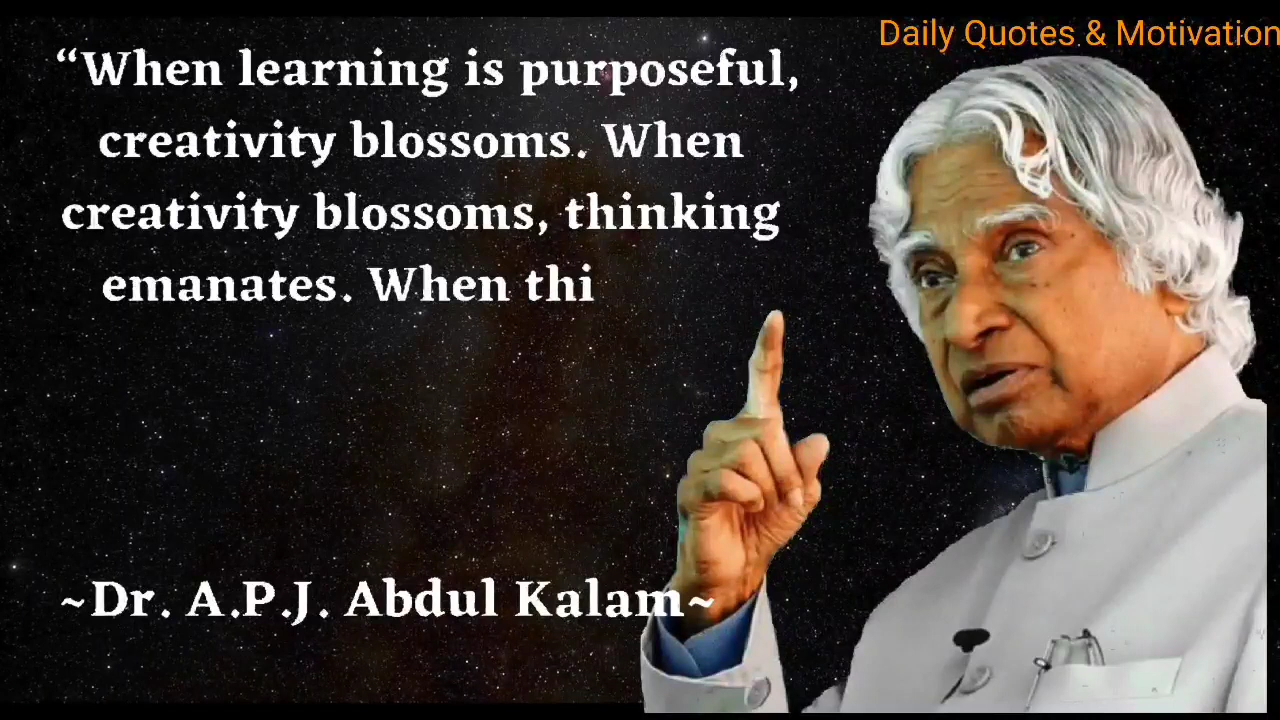 Daily Quotes & Motivation
“When learning is purposeful,
creativity blossoms. When
creativity blossoms, thinking
emanates. When thi
~Dr. A.P.J. Abdul Kalam~